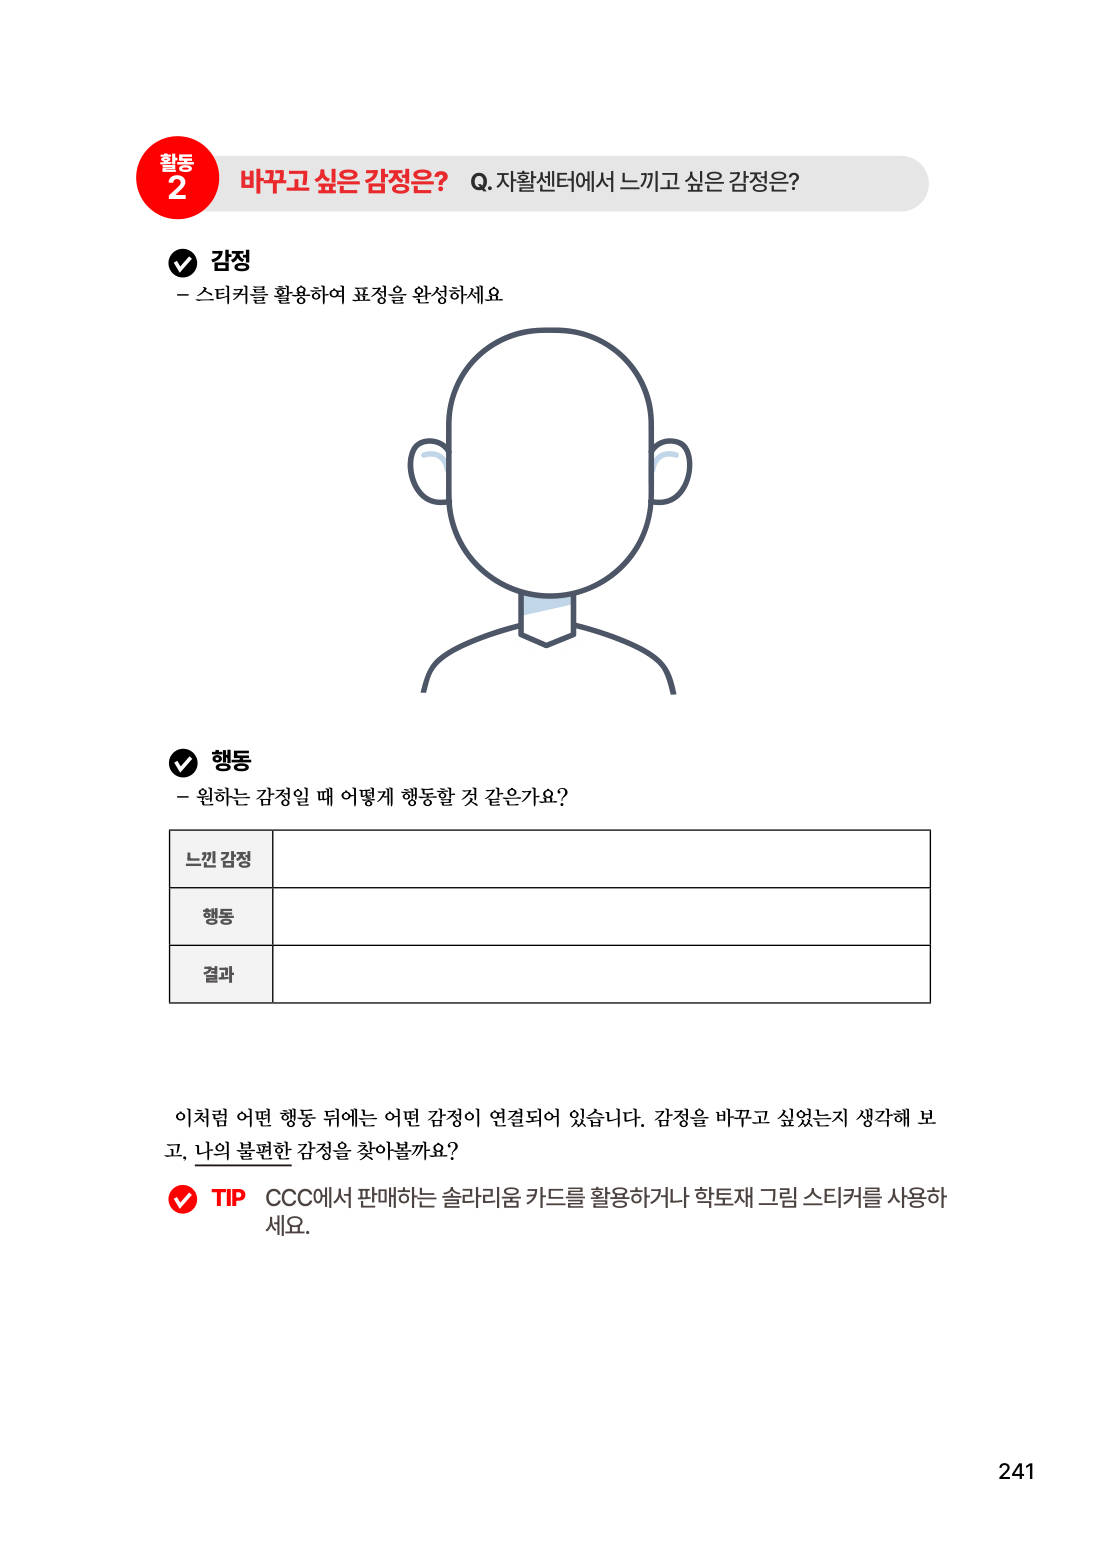 활동
2
바꾸고 싶은 감정은? Q. 자활센터에서 느끼고 싶은 감정은?
감정
– 스티커를 활용하여 표정을 완성하세요
행동
– 원하는 감정일 때 어떻게 행동할 것 같은가요?
느낀 감정
행동
결과
이처럼 어떤 행동 뒤에는 어떤 감정이 연결되어 있습니다. 감정을 바꾸고 싶었는지 생각해 보
고, 나의 불편한 감정을 찾아볼까요?
TIP CCC에서 판매하는 솔라리움 카드를 활용하거나 학토재 그림 스티커를 사용하
세요.
241